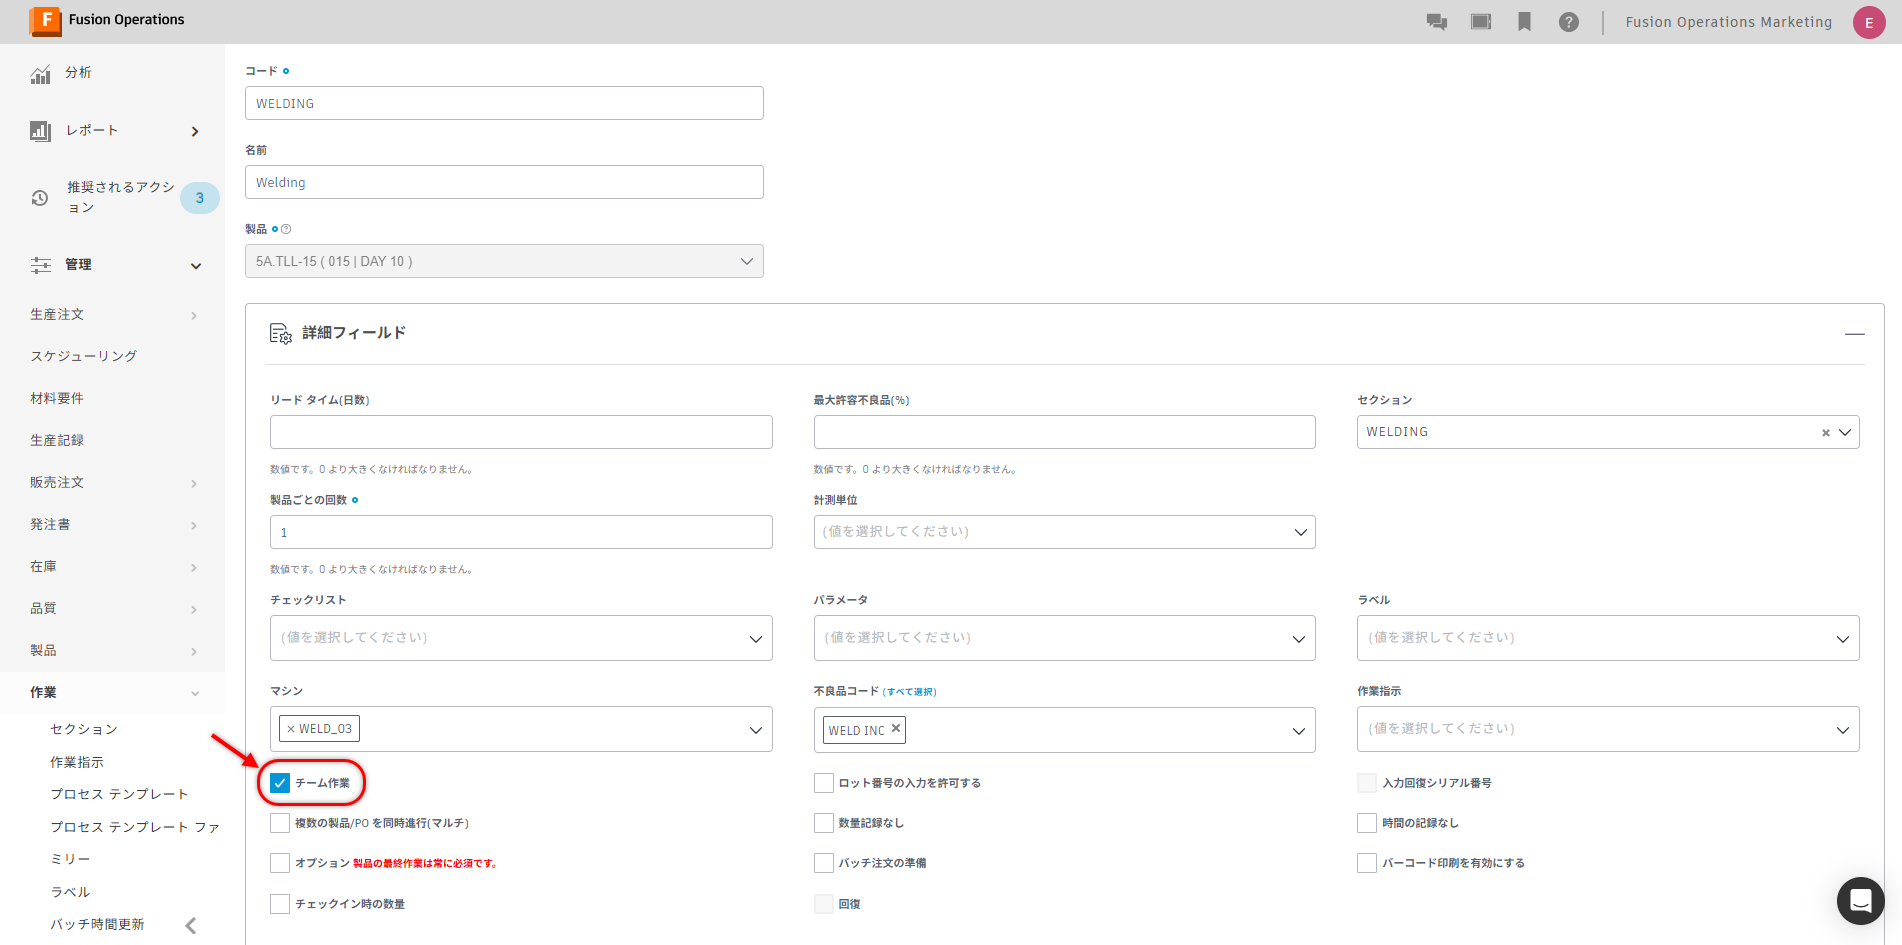 Fusion Operations
Fusion Operations Marketing
E
分析
レポート
推奨されるアクシ
ョン
3
管理
生産注文
スケジューリング
材料要件
生産記録
販売注文
発注書
在庫
品質
製品
作業
セクション
作業指示
プロセス テンプレート
プロセス テンプレート ファ
ミリー
ラベル
バッチ時間更新
コード
WELDING
名前
Welding
製品
5A.TLL-15 ( 015 | DAY 10 )
詳細フィールド
リード タイム(日数)
最大許容不良品(%)
セクション
WELDING
数値です。0 より大きくなければなりません。
数値です。0 より大きくなければなりません。
製品ごとの回数
計測単位
1
(値を選択してください)
数値です。0 より大きくなければなりません。
チェックリスト
パラメータ
ラベル
(値を選択してください)
(値を選択してください)
(値を選択してください)
マシン
不良品コード (すべて選択)
作業指示
× WELD_03
WELD INC ×
(値を選択してください)
チーム作業
ロット番号の入力を許可する
入力回復シリアル番号
複数の製品/PO を同時進行(マルチ)
数量記録なし
時間の記録なし
オプション 製品の最終作業は常に必須です。
バッチ注文の準備
バーコード印刷を有効にする
チェックイン時の数量
回復